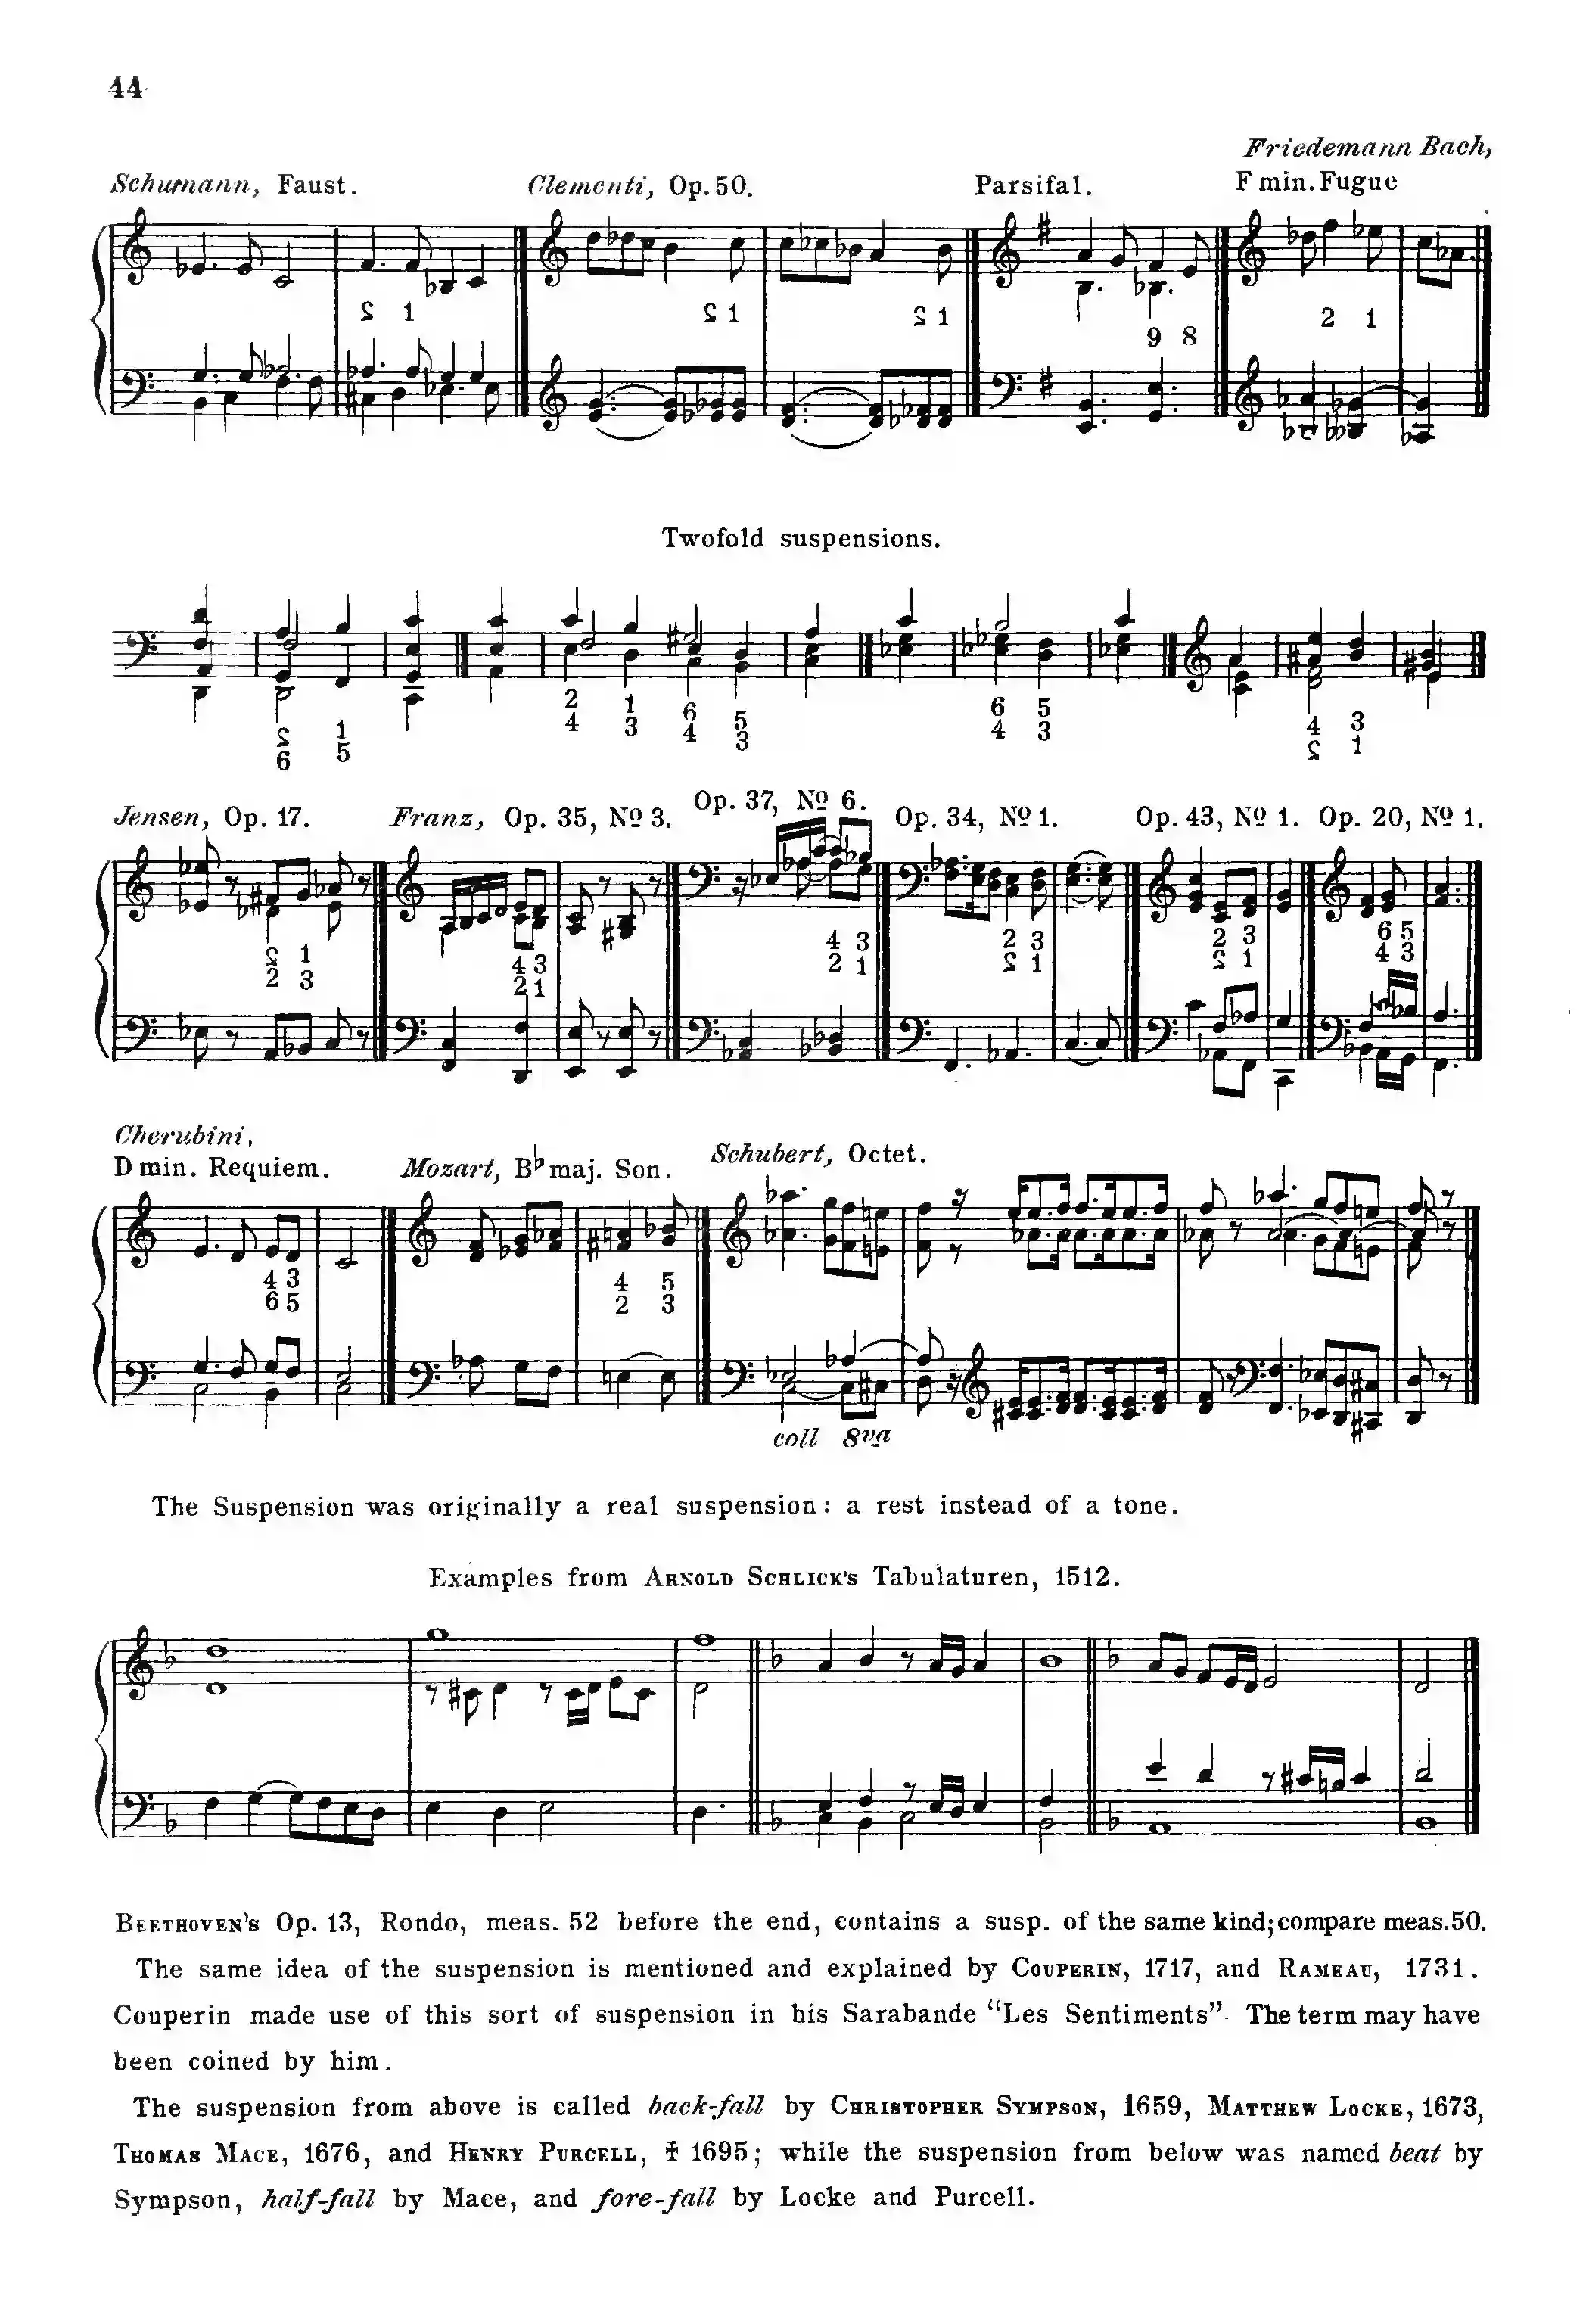 44
Schumann, Faust.
Clementi, Op. 50.
Parsifal.
Friedemann Bach,
F min. Fugue
2 1
2 1
2 1
9 8
2 1
Twofold suspensions.
2 1
6 5
2 1 6 5
4 3 4 3
6 5
4 3
4 3
2 1
Jensen, Op. 17.
Franz, Op. 35, No 3.
Op. 37, No 6.
Op. 34, No 1.
Op. 43, No 1.
Op. 20, No 1.
2 1
2 3
4 3
2 1
4 3
2 1
2 3
2 1
2 3
2 1
6 5
4 3
Cherubini,
D min. Requiem.
Mozart, B♭ maj. Son.
Schubert, Octet.
4 3
6 5
4 5
2 3
coll 8va
The Suspension was originally a real suspension: a rest instead of a tone.
Examples from ARNOLD SCHLICK'S Tabulaturen, 1512.
BEETHOVEN'S Op. 13, Rondo, meas. 52 before the end, contains a susp. of the same kind; compare meas. 50.
The same idea of the suspension is mentioned and explained by COUPERIN, 1717, and RAMEAU, 1731.
Couperin made use of this sort of suspension in his Sarabande “Les Sentiments” The term may have
been coined by him.
The suspension from above is called back-fall by CHRISTOPHER SYMPSON, 1659, MATTHEW LOCKE, 1673,
THOMAS MACE, 1676, and HENRY PURCELL, † 1695; while the suspension from below was named beat by
Sympson, half-fall by Mace, and fore-fall by Locke and Purcell.